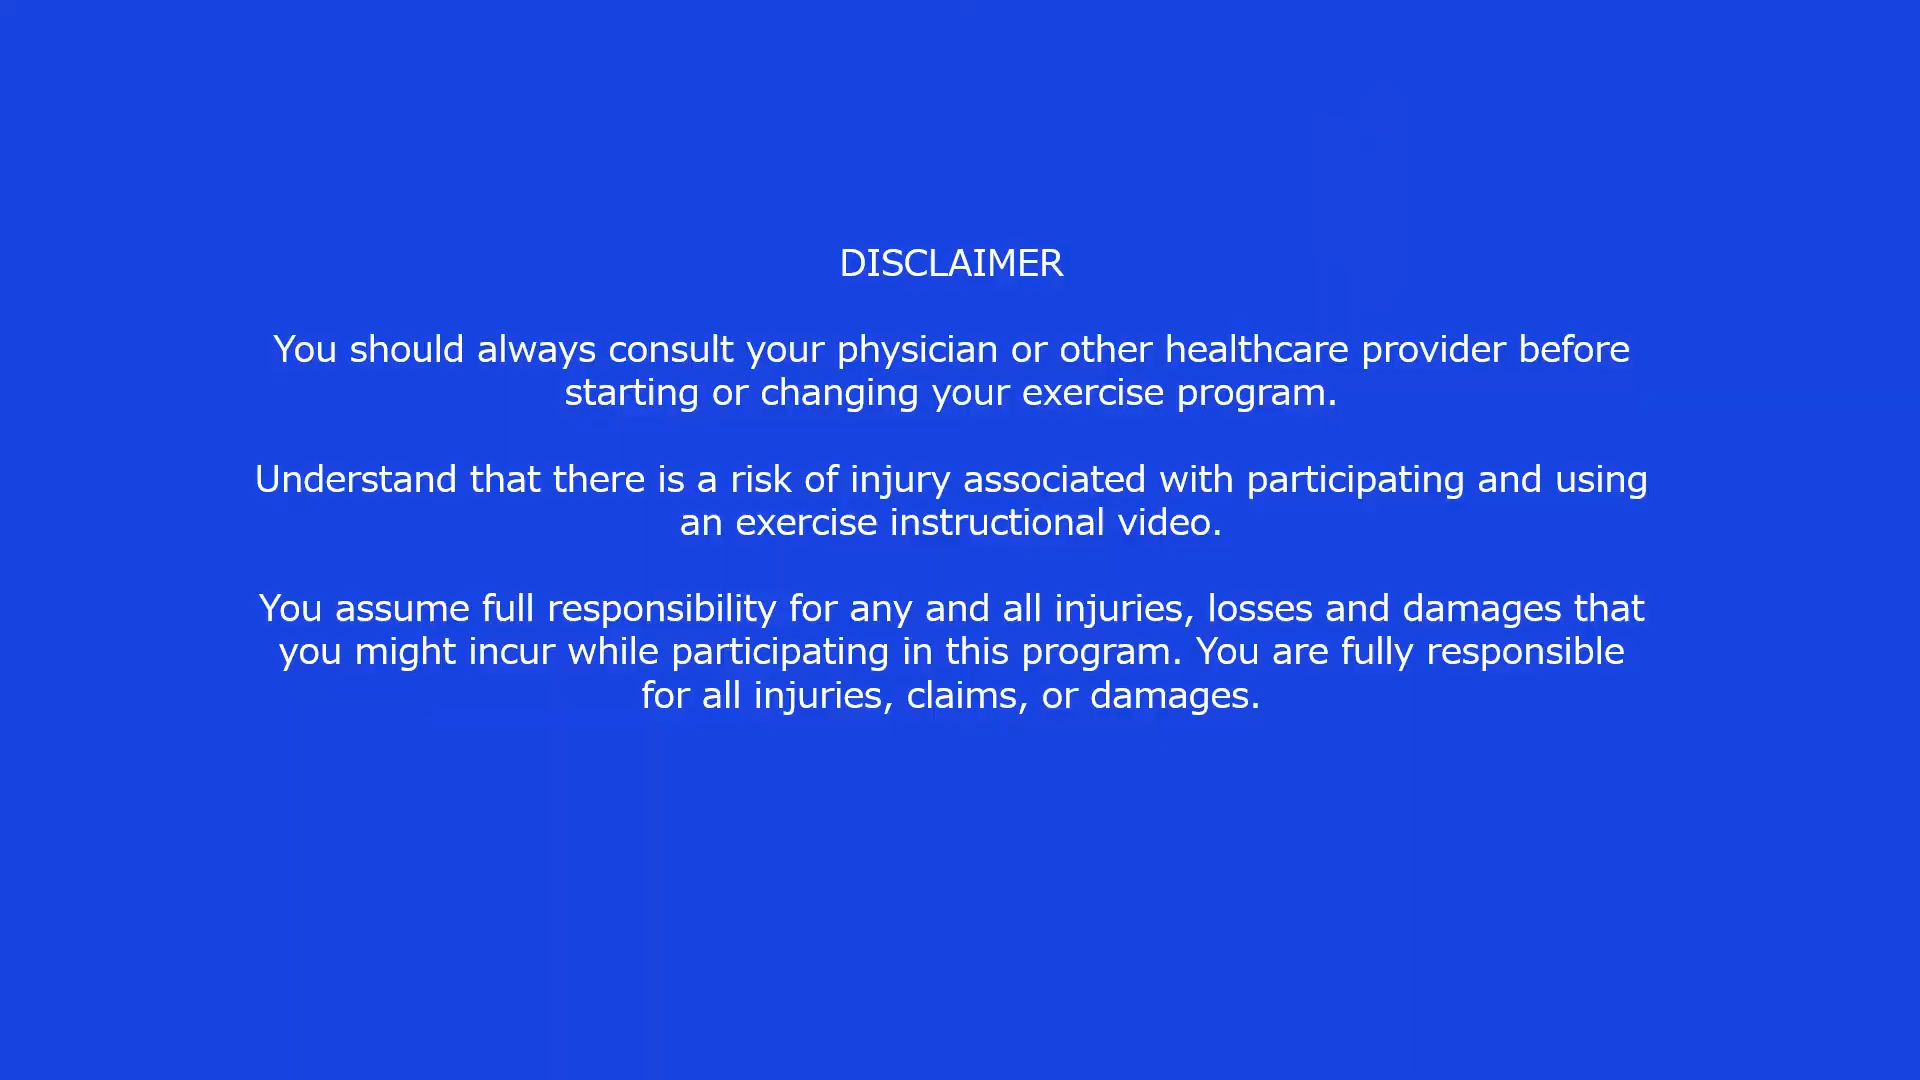 DISCLAIMER
You should always consult your physician or other healthcare provider before
starting or changing your exercise program.
Understand that there is a risk of injury associated with participating and using
an exercise instructional video.
You assume full responsibility for any and all injuries, losses and damages that
you might incur while participating in this program. You are fully responsible
for all injuries, claims, or damages.